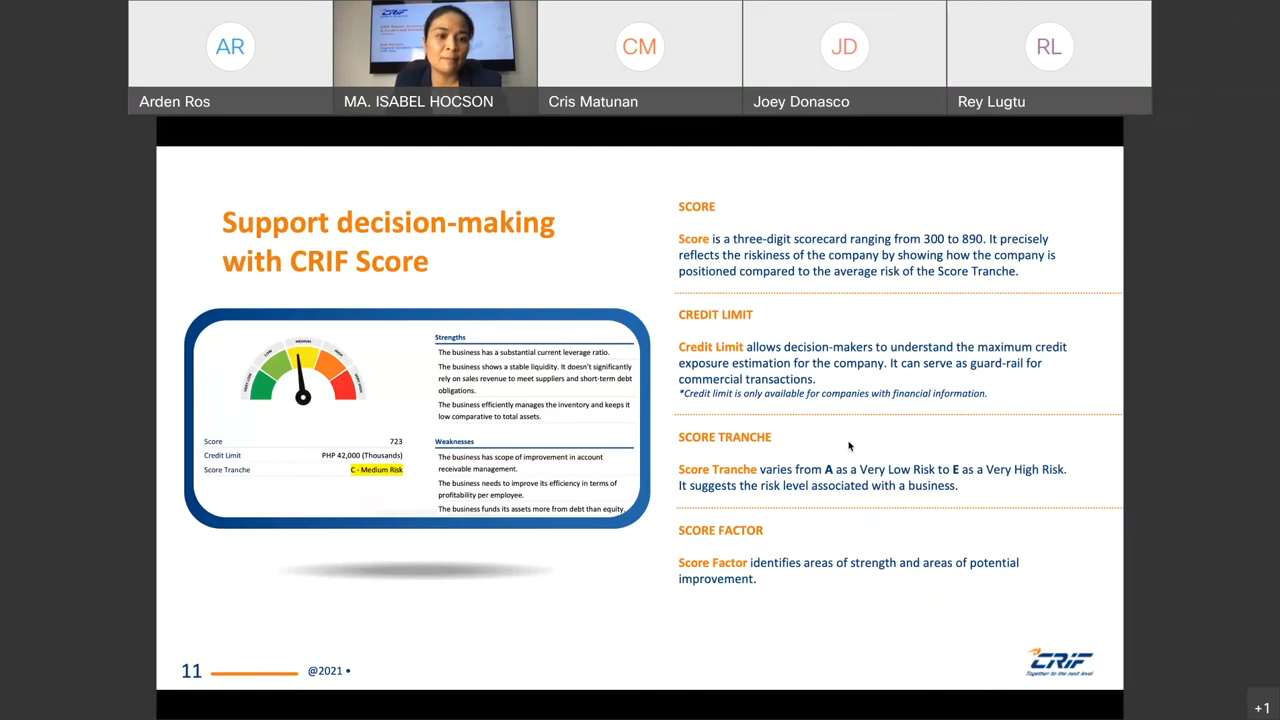 AR
CM
JD
RL
Arden Ros
MA. ISABEL HOCSON
Cris Matunan
Joey Donasco
Rey Lugtu
CRIF
Support decision-making
with CRIF Score
LOW
MEDIUM
HIGH
Score 723
Credit Limit PHP 42,000 (Thousands)
Score Tranche C - Medium Risk
Strengths
The business has a substantial current leverage ratio.
The business shows a stable liquidity. It doesn't significantly
rely on sales revenue to meet suppliers and short-term debt
obligations.
The business efficiently manages the inventory and keeps it
low comparative to total assets.
Weaknesses
The business has scope of improvement in account
receivable management.
The business needs to improve its efficiency in terms of
profitability per employee.
The business funds its assets more from debt than equity.
SCORE
Score is a three-digit scorecard ranging from 300 to 890. It precisely
reflects the riskiness of the company by showing how the company is
positioned compared to the average risk of the Score Tranche.
CREDIT LIMIT
Credit Limit allows decision-makers to understand the maximum credit
exposure estimation for the company. It can serve as guard-rail for
commercial transactions.
*Credit limit is only available for companies with financial information.
SCORE TRANCHE
Score Tranche varies from A as a Very Low Risk to E as a Very High Risk.
It suggests the risk level associated with a business.
SCORE FACTOR
Score Factor identifies areas of strength and areas of potential
improvement.
11
@2021 •
CRIF
Together to the next level
+1